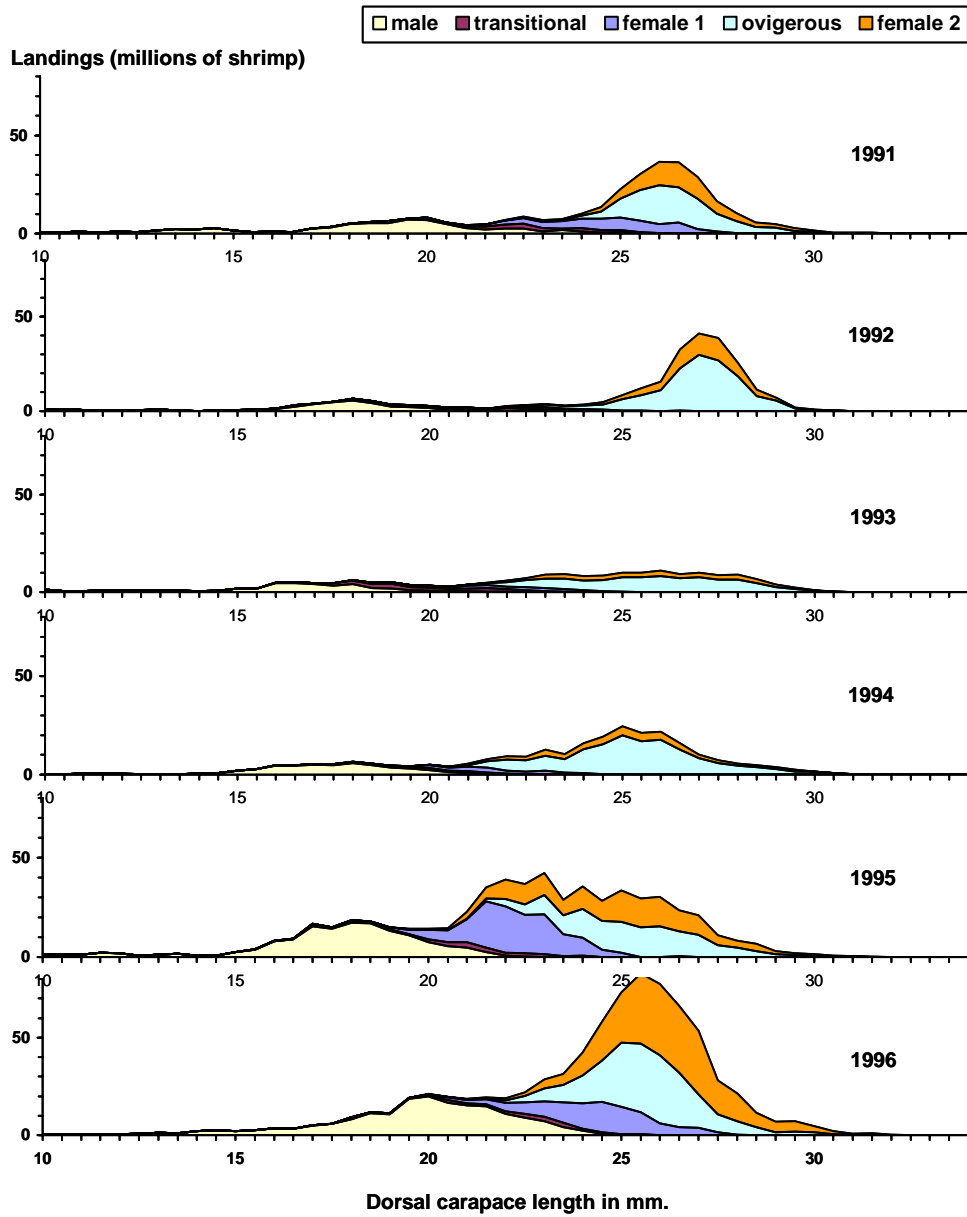 male transitional female 1 ovigerous female 2
Landings (millions of shrimp)
50
1991
0
10 15 20 25 30
50
1992
0
10 15 20 25 30
50
1993
0
10 15 20 25 30
50
1994
0
10 15 20 25 30
50
1995
0
10 15 20 25 30
50
1996
0
10 15 20 25 30
Dorsal carapace length in mm.